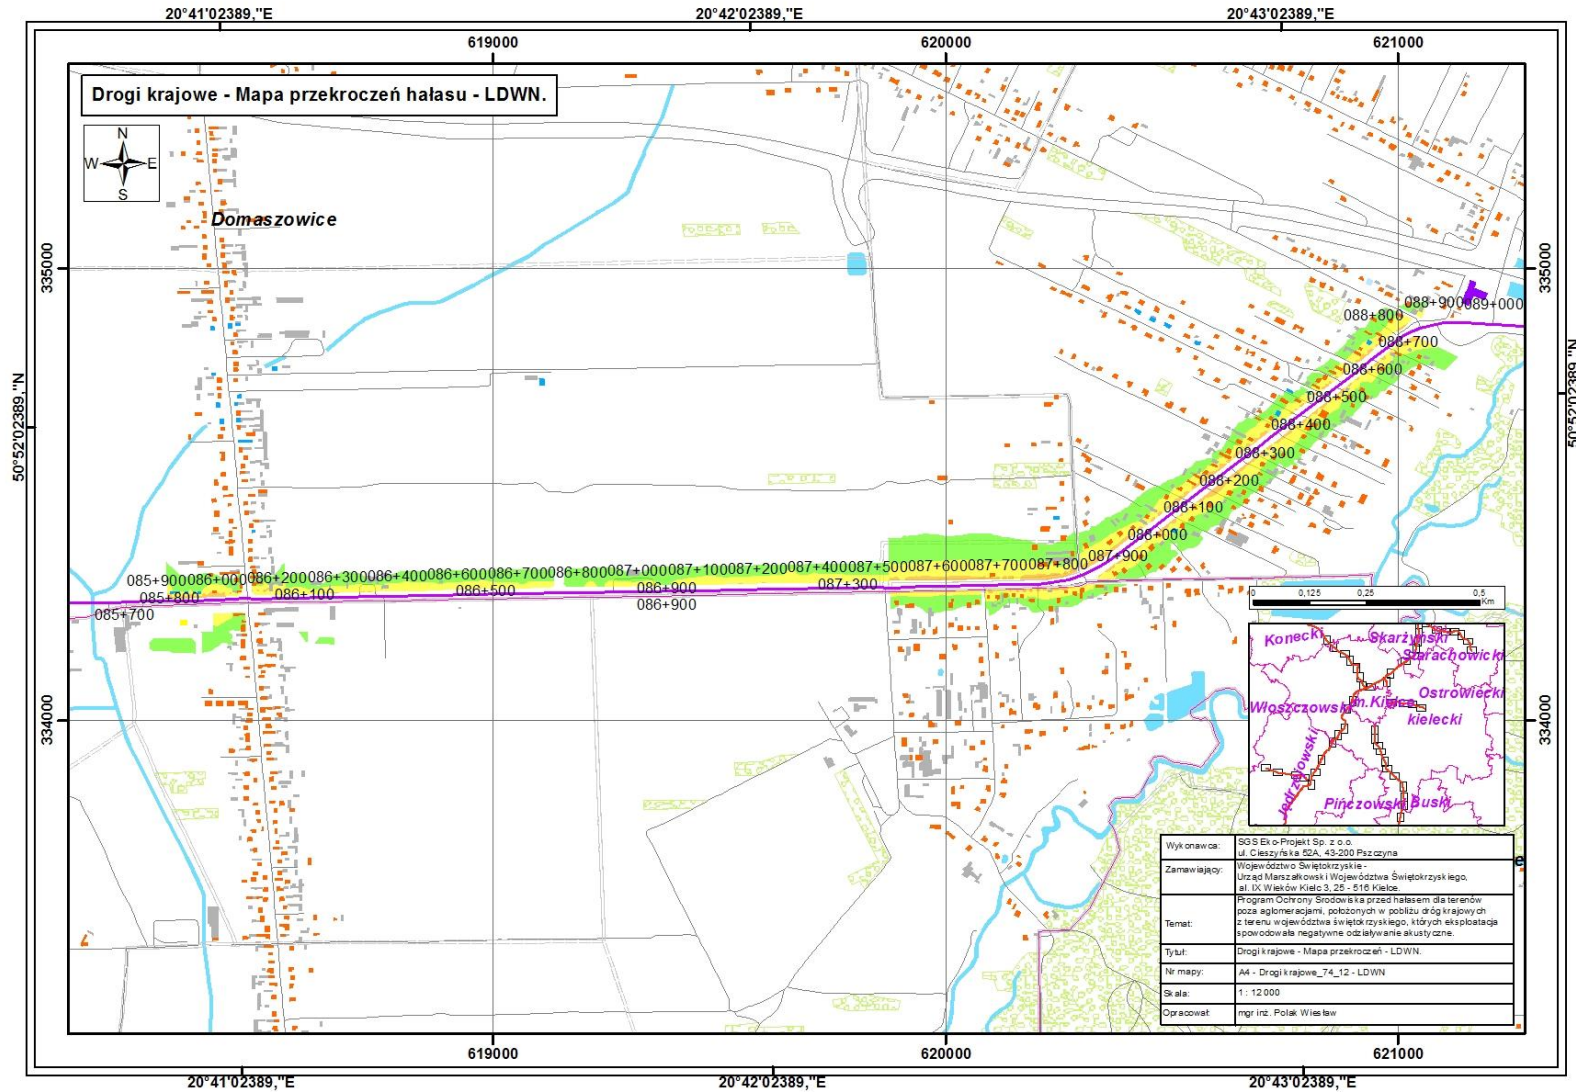 20°41'02389,"E
20°42'02389,"E
20°43'02389,"E
619000
620000
621000
Drogi krajowe - Mapa przekroczeń hałasu - LDWN.
N
W
E
S
Domaszowice
335000
335000
50°52'02389,"N
50°52'02389,"N
334000
334000
085+700
085+800
085+900
086+000
086+100
086+200
086+300
086+400
086+500
086+600
086+700
086+800
086+900
086+900
087+000
087+100
087+200
087+300
087+400
087+500
087+600
087+700
087+800
087+900
088+000
088+100
088+200
088+300
088+400
088+500
088+600
088+700
088+800
088+900
089+000
0
0,125
0,25
0,5
Km
Konecki
Skarżyński
Starachowicki
Ostrowiecki
Włoszczowski
m.Kielce
kielecki
Jędrzejowski
Pińczowski
Buski
Wykonawca:
SGS Eko-Projekt Sp. z o.o.
ul. Cieszyńska 52A, 43-200 Pszczyna
Zamawiający:
Województwo Świętokrzyskie -
Urząd Marszałkowski Województwa Świętokrzyskiego,
al. IX Wieków Kielc 3, 25 - 516 Kielce.
Temat:
Program Ochrony Środowiska przed hałasem dla terenów
poza aglomeracjami, położonych w pobliżu dróg krajowych
z terenu województwa świętokrzyskiego, których eksploatacja
spowodowała negatywne odziaływanie akustyczne.
Tytuł:
Drogi krajowe - Mapa przekroczeń - LDWN.
Nr mapy:
A4 - Drogi krajowe_74_12 - LDWN
Skala:
1 : 12 000
Opracował:
mgr inż. Polak Wiesław
619000
620000
621000
20°41'02389,"E
20°42'02389,"E
20°43'02389,"E